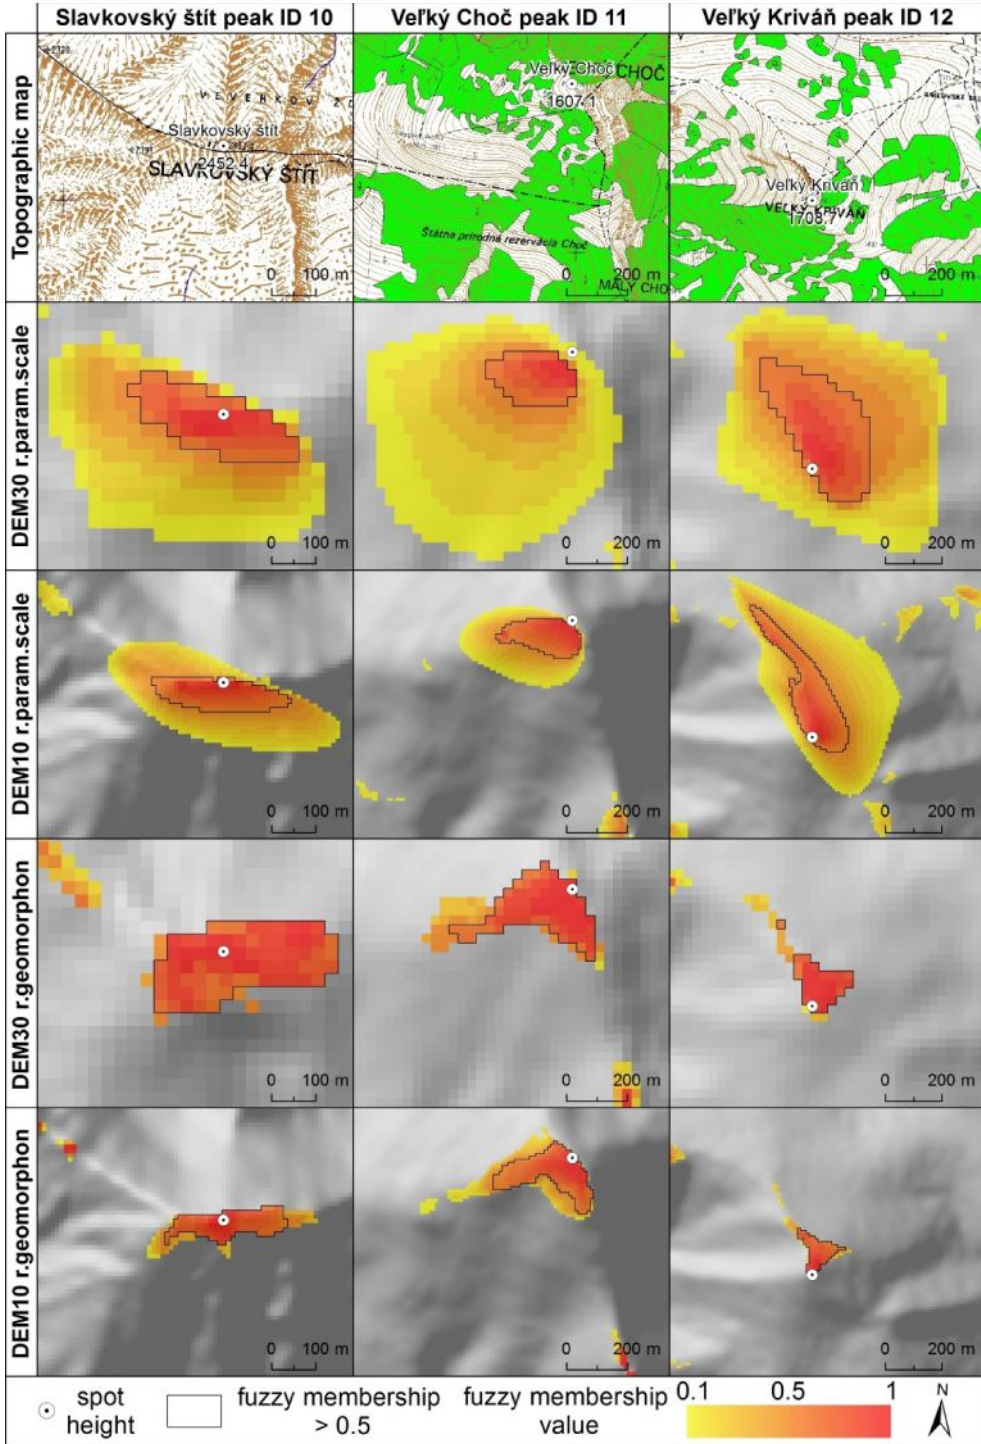 Slavkovský štít peak ID 10
Veľký Choč peak ID 11
Veľký Kriváň peak ID 12
Topographic map
Slavkovský štít
2452.4
SLAVKOVSKÝ ŠTÍT
0 100 m
Veľký Choč
CHOČ
1607.1
Štátna prírodná rezervácia Choč
MALÝ CHO
0 200 m
Veľký Kriváň
VEĽKÝ KRIVÁŇ
1708.7
0 200 m
DEM30 r.param.scale
0 100 m
0 200 m
0 200 m
DEM10 r.param.scale
0 100 m
0 200 m
0 200 m
DEM30 r.geomorphon
0 100 m
0 200 m
0 200 m
DEM10 r.geomorphon
0 100 m
0 200 m
0 200 m
spot height
fuzzy membership > 0.5
fuzzy membership value
0.1 0.5 1
N